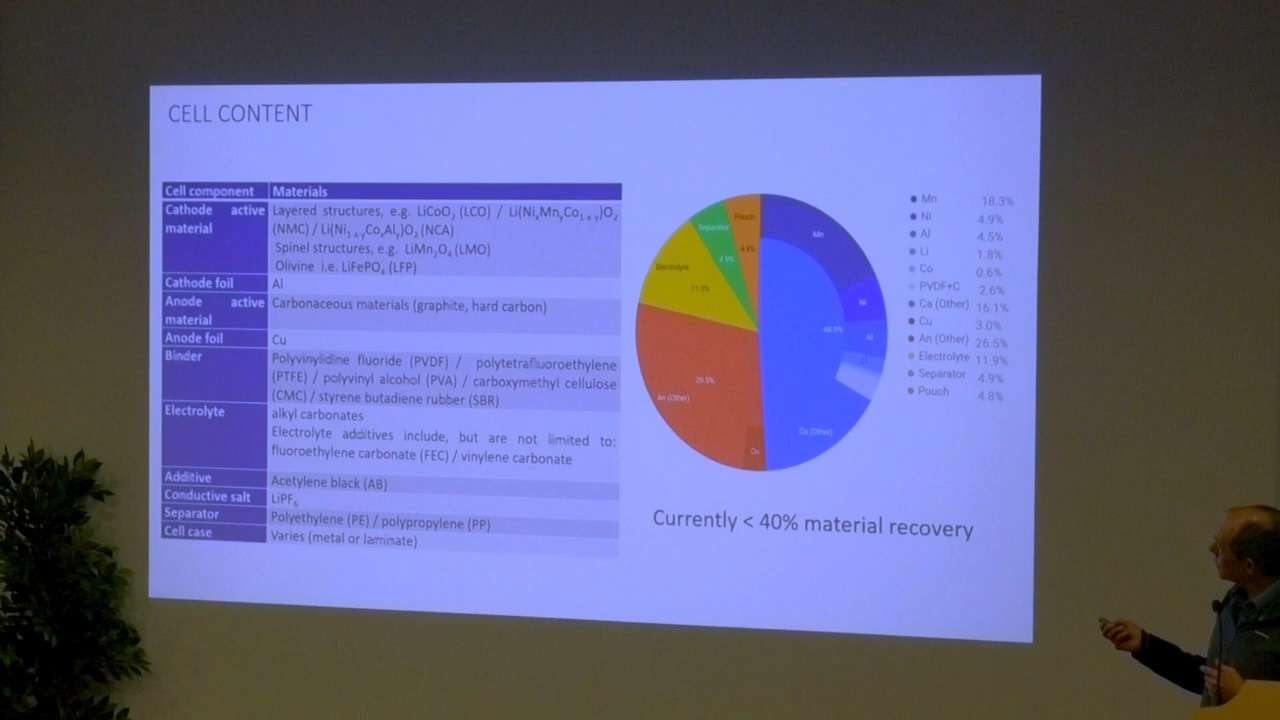 CELL CONTENT
Cell component Materials
Cathode active Layered structures, e.g. LiCoO₂ (LCO) / Li(NiₓMnᵧCo₁₋ₓ₋ᵧ)O₂
material (NMC) / Li(Ni₁₋ₓ₋ᵧCoₓAlᵧ)O₂ (NCA)
Spinel structures, e.g. LiMn₂O₄ (LMO)
Olivine i.e. LiFePO₄ (LFP)
Cathode foil Al
Anode active Carbonaceous materials (graphite, hard carbon)
material
Anode foil Cu
Binder Polyvinylidine fluoride (PVDF) / polytetrafluoroethylene
(PTFE) / polyvinyl alcohol (PVA) / carboxymethyl cellulose
(CMC) / styrene butadiene rubber (SBR)
Electrolyte alkyl carbonates
Electrolyte additives include, but are not limited to:
fluoroethylene carbonate (FEC) / vinylene carbonate
Additive Acetylene black (AB)
Conductive salt LiPF₆
Separator Polyethylene (PE) / polypropylene (PP)
Cell case Varies (metal or laminate)
Pouch
4.8%
Separator
4.9%
Electrolyte
11.9%
Mn
Ni
Al
Li
48.9%
29.5%
An (Other)
Cu
Ca (Other)
Mn 18.3%
Ni 4.9%
Al 4.5%
Li 1.8%
Co 0.6%
PVDF+C 2.6%
Ca (Other) 16.1%
Cu 3.0%
An (Other) 26.5%
Electrolyte 11.9%
Separator 4.9%
Pouch 4.8%
Currently < 40% material recovery